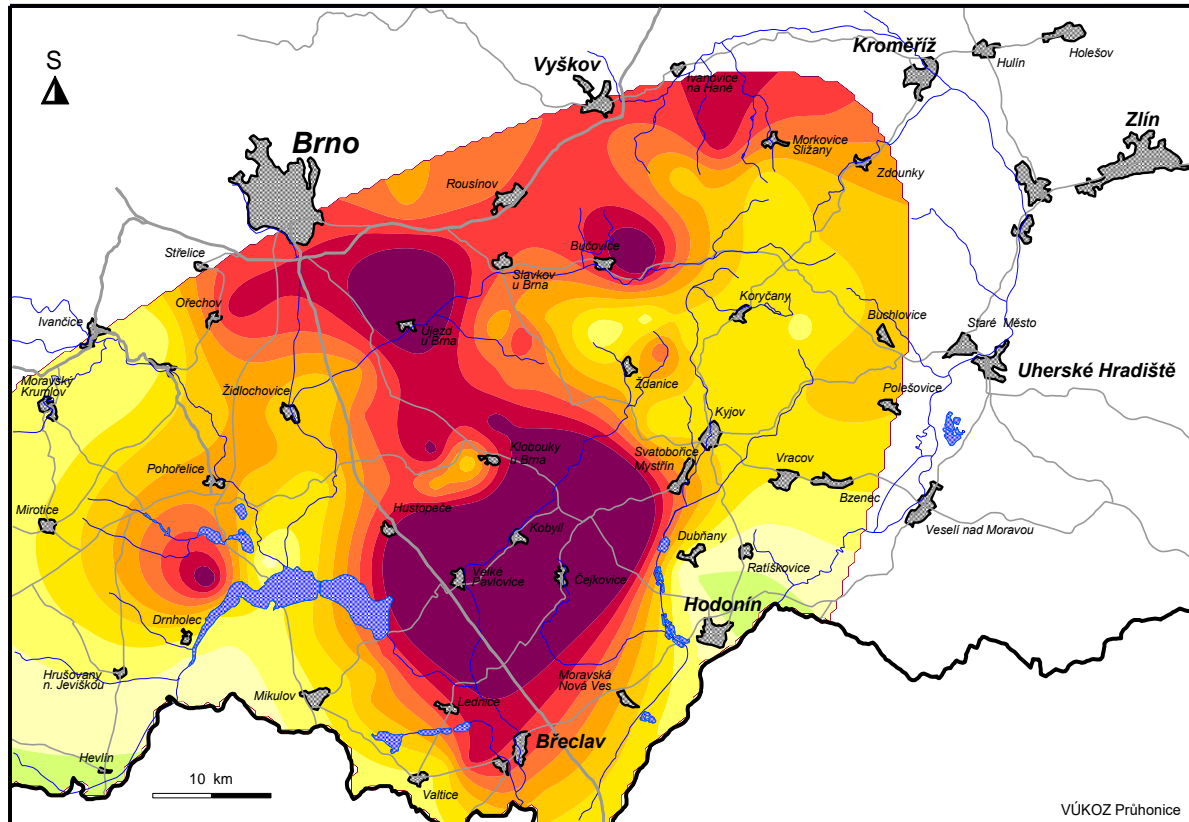 S
Kroměříž
Holešov
Hulín
Vyškov
Ivanovice
na Hané
Zlín
Brno
Morkovice
Slížany
Zdounky
Rousínov
Střelice
Bučovice
Slavkov
u Brna
Ořechov
Koryčany
Ivančice
Újezd
u Brna
Buchlovice
Staré Město
Uherské Hradiště
Ždánice
Moravský
Krumlov
Židlochovice
Polešovice
Kyjov
Klobouky
u Brna
Svatobořice
Mystřín
Vracov
Pohořelice
Bzenec
Mirotice
Hustopeče
Kobylí
Veselí nad Moravou
Dubňany
Ratíškovice
Velké
Pavlovice
Čejkovice
Hodonín
Drnholec
Hrušovany
n. Jevišкou
Moravská
Nová Ves
Mikulov
Lednice
Břeclav
Hevlín
10 km
Valtice
VÚKOZ Průhonice